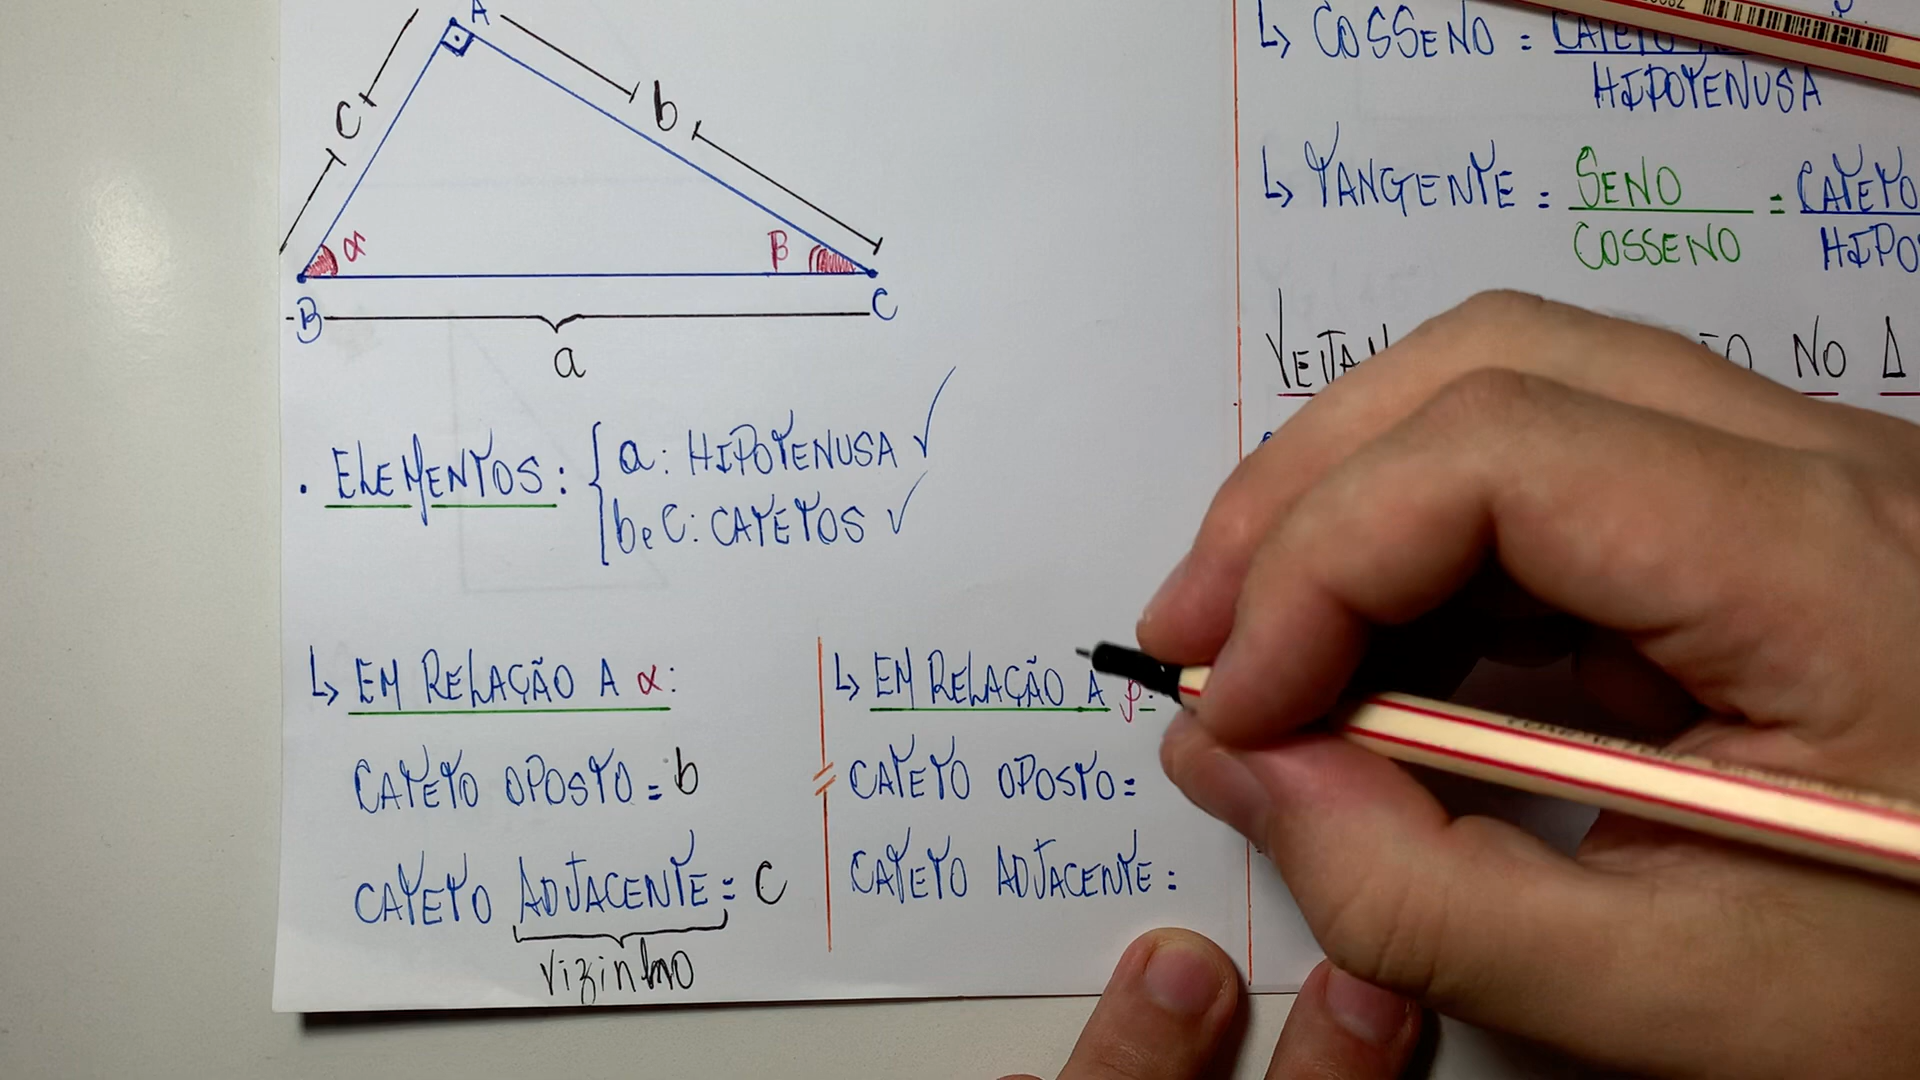 A
c
b
α
β
B
C
a
. ELEMENTOS: { a: HIPOTENUSA ✓
b e c: CATETOS ✓
↳ EM RELAÇÃO A α:
CATETO OPOSTO = b
CATETO ADJACENTE = c
vizinho
↳ EM RELAÇÃO A β:
CATETO OPOSTO =
CATETO ADJACENTE =
↳ COSSENO = CATETO
HIPOTENUSA
↳ TANGENTE = SENO = CATETO
COSSENO
NO Δ